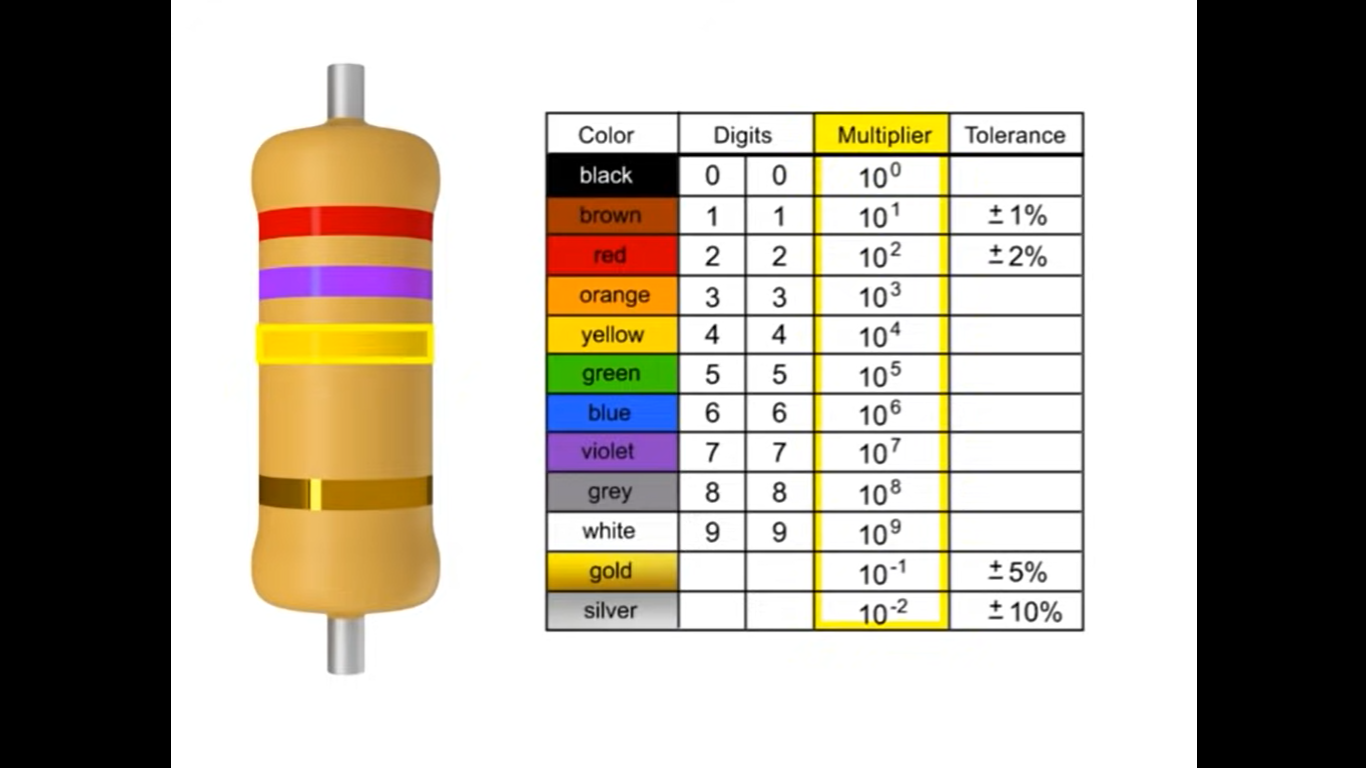 Color Digits Multiplier Tolerance
black 0 0 10⁰
brown 1 1 10¹ ± 1%
red 2 2 10² ± 2%
orange 3 3 10³
yellow 4 4 10⁴
green 5 5 10⁵
blue 6 6 10⁶
violet 7 7 10⁷
grey 8 8 10⁸
white 9 9 10⁹
gold 10⁻¹ ± 5%
silver 10⁻² ± 10%